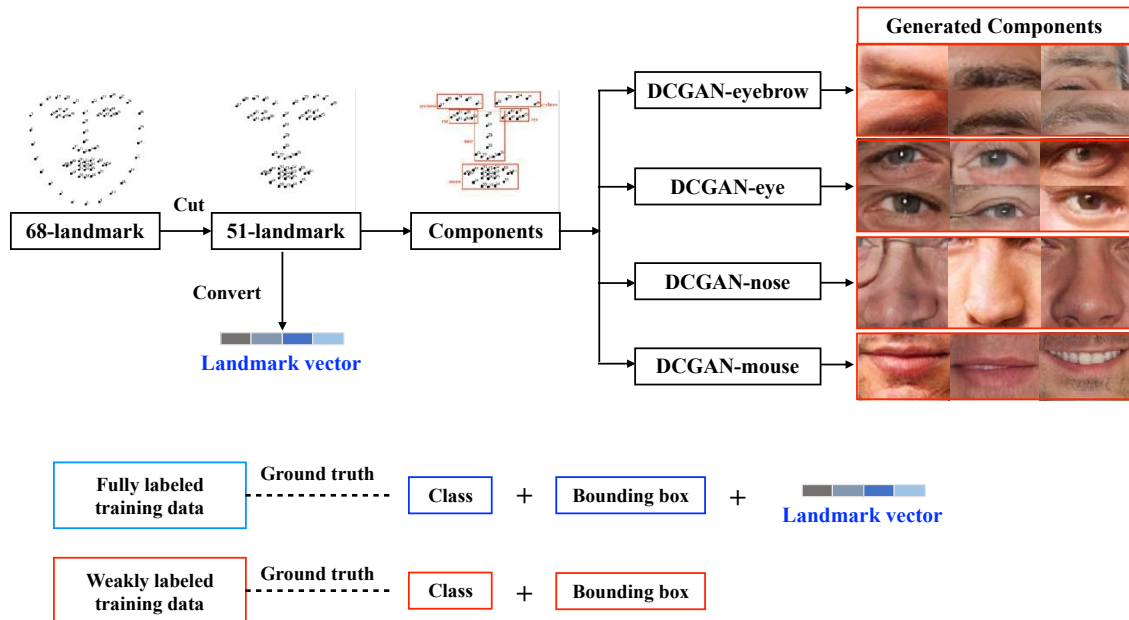 Generated Components
DCGAN-eyebrow
DCGAN-eye
Cut
68-landmark
51-landmark
Components
Convert
DCGAN-nose
Landmark vector
DCGAN-mouse
Fully labeled
training data
Ground truth
Class
+
Bounding box
+
Landmark vector
Weakly labeled
training data
Ground truth
Class
+
Bounding box